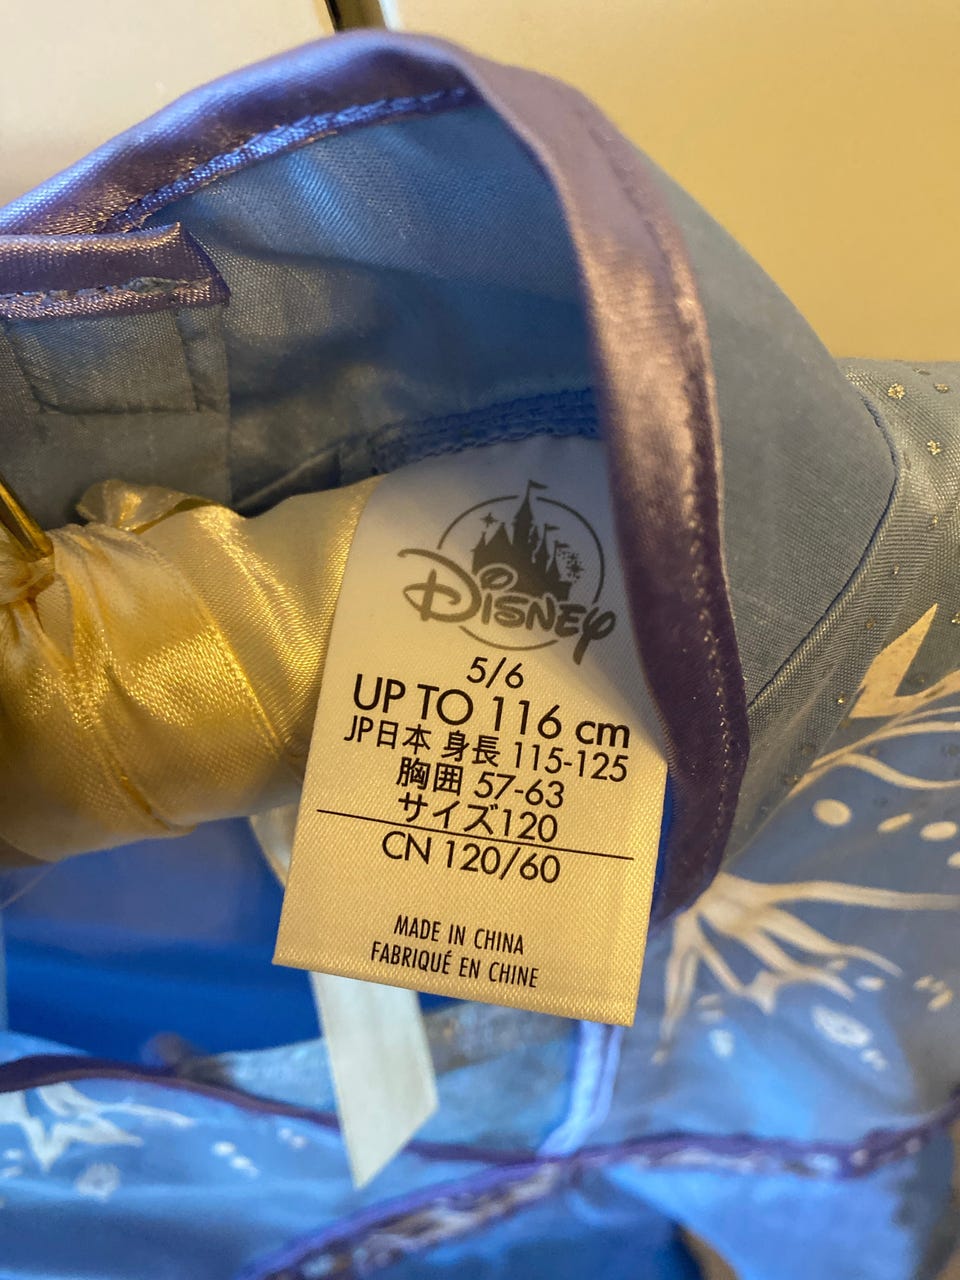 Disney
5/6
UP TO 116 cm
JP日本 身長 115-125
胸囲 57-63
サイズ120
CN 120/60
MADE IN CHINA
FABRIQUÉ EN CHINE